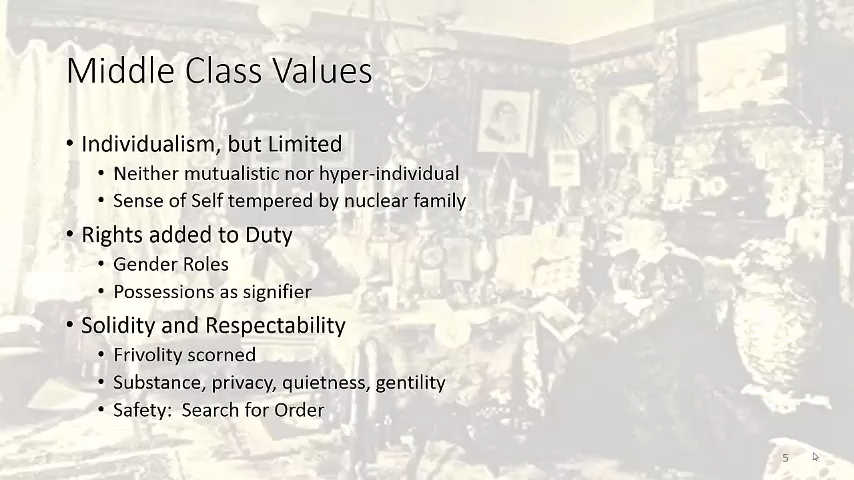 Middle Class Values
• Individualism, but Limited
• Neither mutualistic nor hyper-individual
• Sense of Self tempered by nuclear family
• Rights added to Duty
• Gender Roles
• Possessions as signifier
• Solidity and Respectability
• Frivolity scorned
• Substance, privacy, quietness, gentility
• Safety:  Search for Order
5